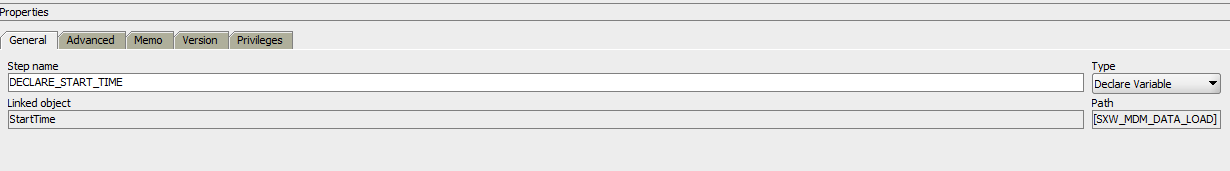 Properties
General Advanced Memo Version Privileges
Step name Type
DECLARE_START_TIME Declare Variable
Linked object Path
StartTime [SXW_MDM_DATA_LOAD]